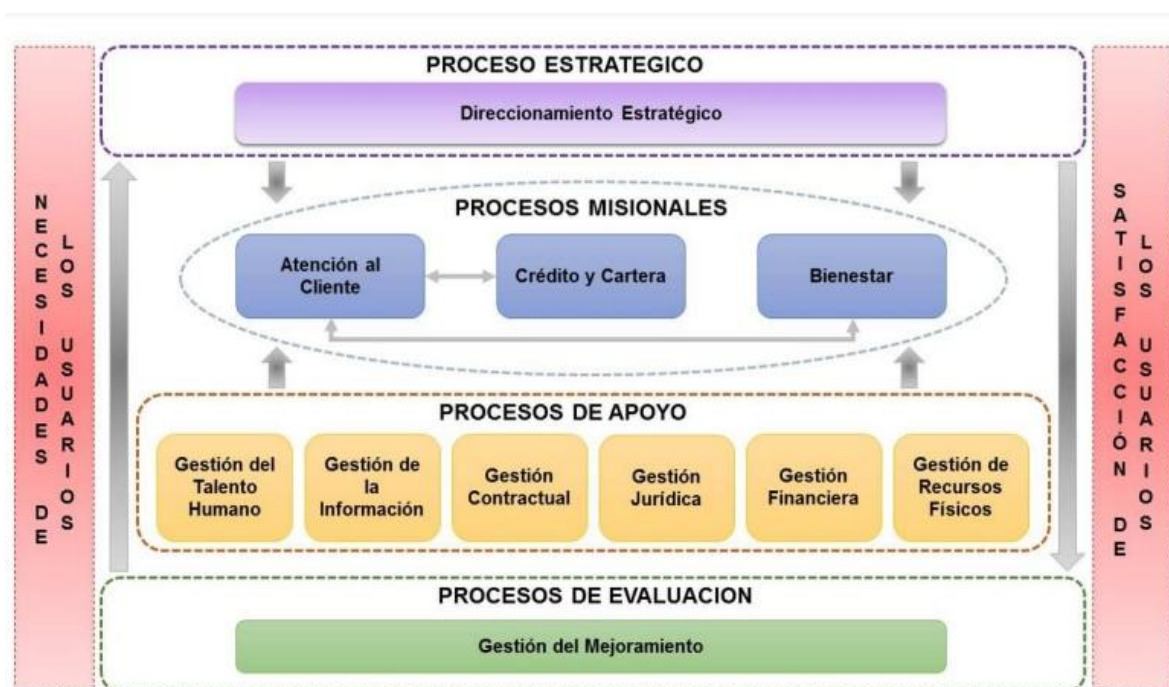 PROCESO ESTRATEGICO
Direccionamiento Estratégico
NECESIDADES DE
LOS USUARIOS
PROCESOS MISIONALES
Atención al
Cliente
Crédito y Cartera
Bienestar
PROCESOS DE APOYO
Gestión del
Talento
Humano
Gestión de
la
Información
Gestión
Contractual
Gestión
Jurídica
Gestión
Financiera
Gestión de
Recursos
Físicos
PROCESOS DE EVALUACION
Gestión del Mejoramiento
SATISFACCIÓN DE
LOS USUARIOS